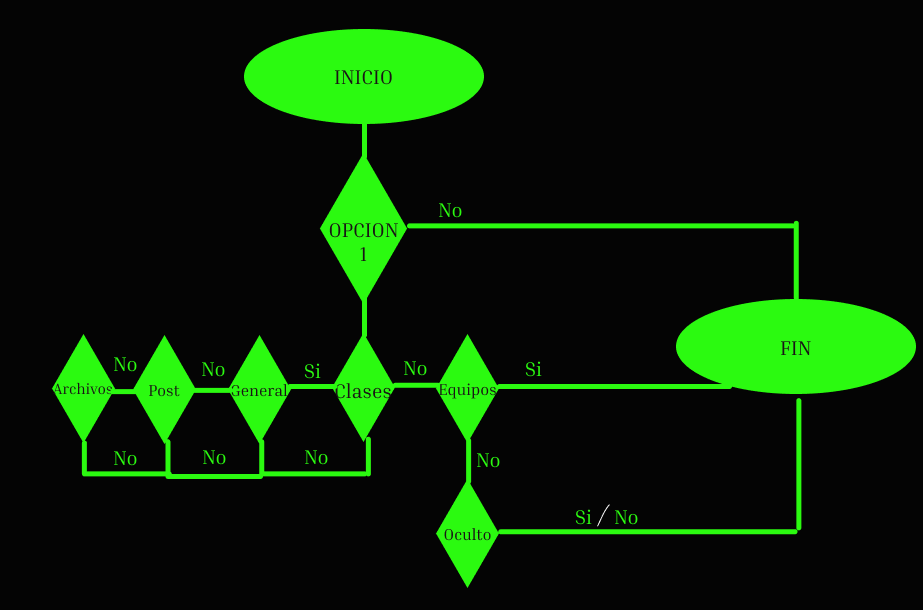 INICIO
No
OPCION
1
FIN
No
No
Si
No
Si
Archivos
Post
General
Clases
Equipos
No
No
No
No
Si / No
Oculto